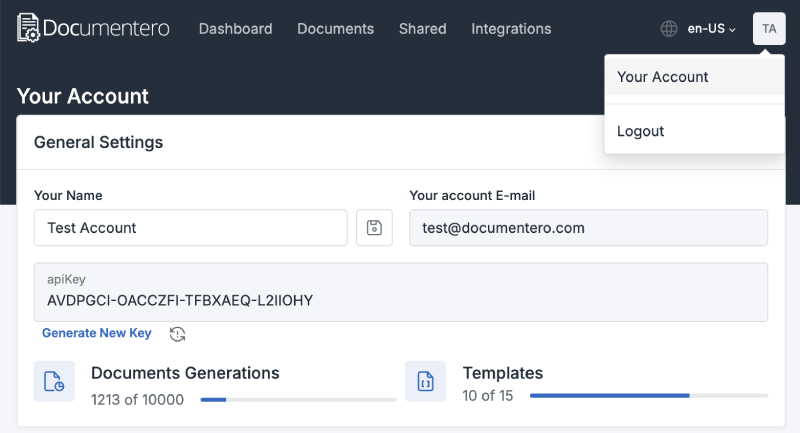 Documentero
Dashboard
Documents
Shared
Integrations
en-US
TA
Your Account
Logout
Your Account
General Settings
Your Name
Your account E-mail
Test Account
test@documentero.com
apiKey
AVDPGCI-OACCZFI-TFBXAEQ-L2IIOHY
Generate New Key
Documents Generations
1213 of 10000
Templates
10 of 15